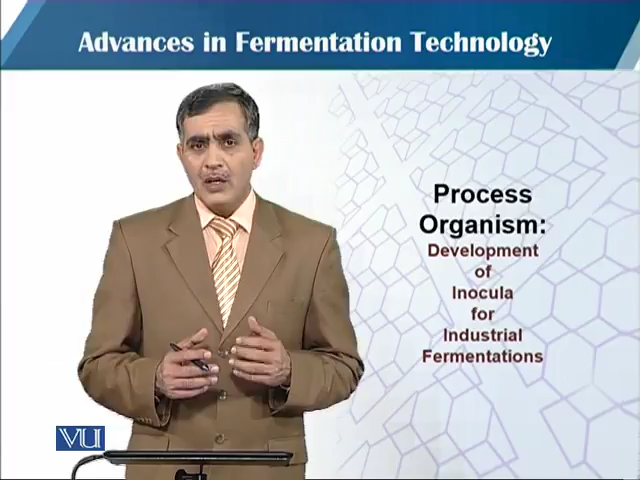 Advances in Fermentation Technology
Process
Organism:
Development
of
Inocula
for
Industrial
Fermentations
VU